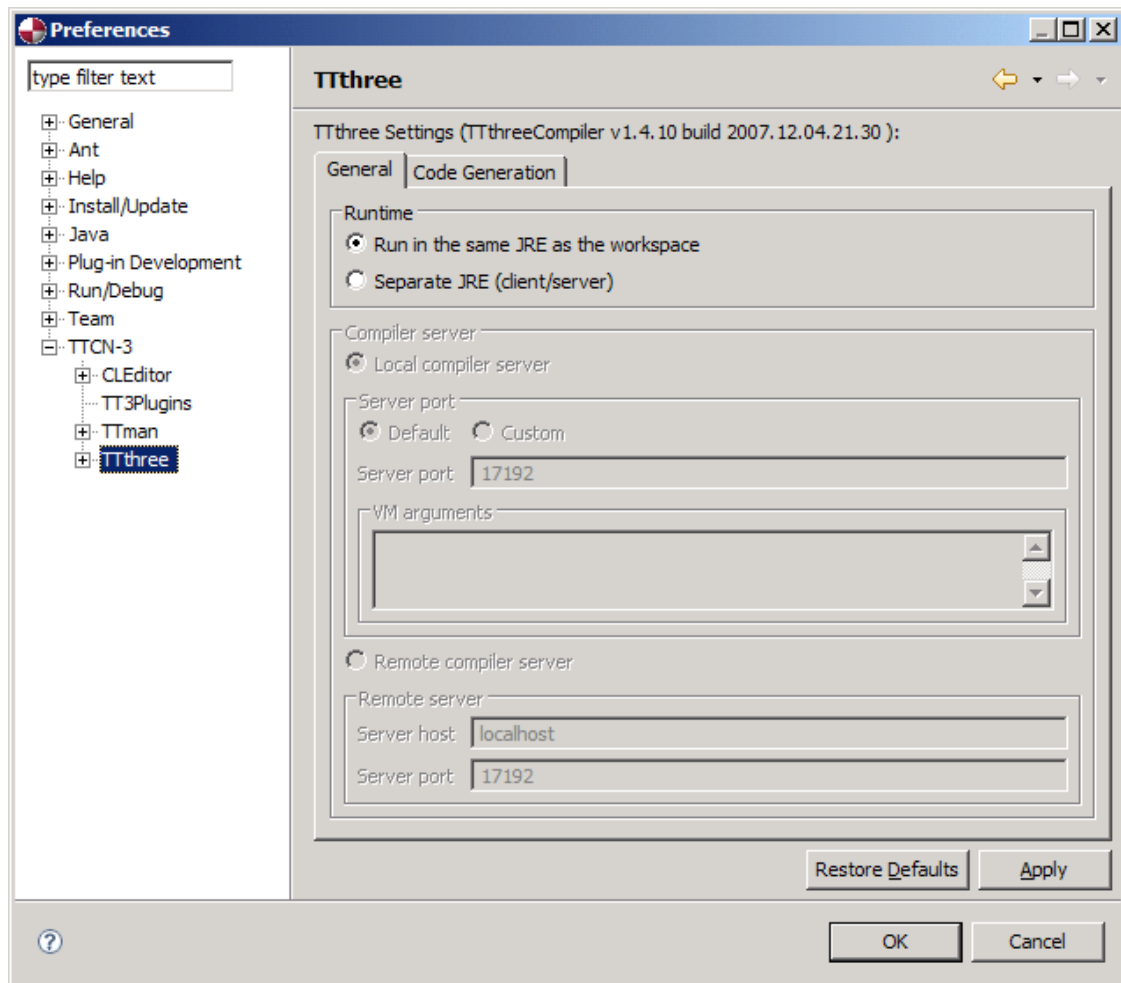 Preferences
type filter text
General
Ant
Help
Install/Update
Java
Plug-in Development
Run/Debug
Team
TTCN-3
CLEditor
TT3Plugins
TTman
TTthree
TTthree
TTthree Settings (TTthreeCompiler v1.4.10 build 2007.12.04.21.30 ):
General Code Generation
Runtime
Run in the same JRE as the workspace
Separate JRE (client/server)
Compiler server
Local compiler server
Server port
Default Custom
Server port 17192
VM arguments
Remote compiler server
Remote server
Server host localhost
Server port 17192
Restore Defaults Apply
? OK Cancel